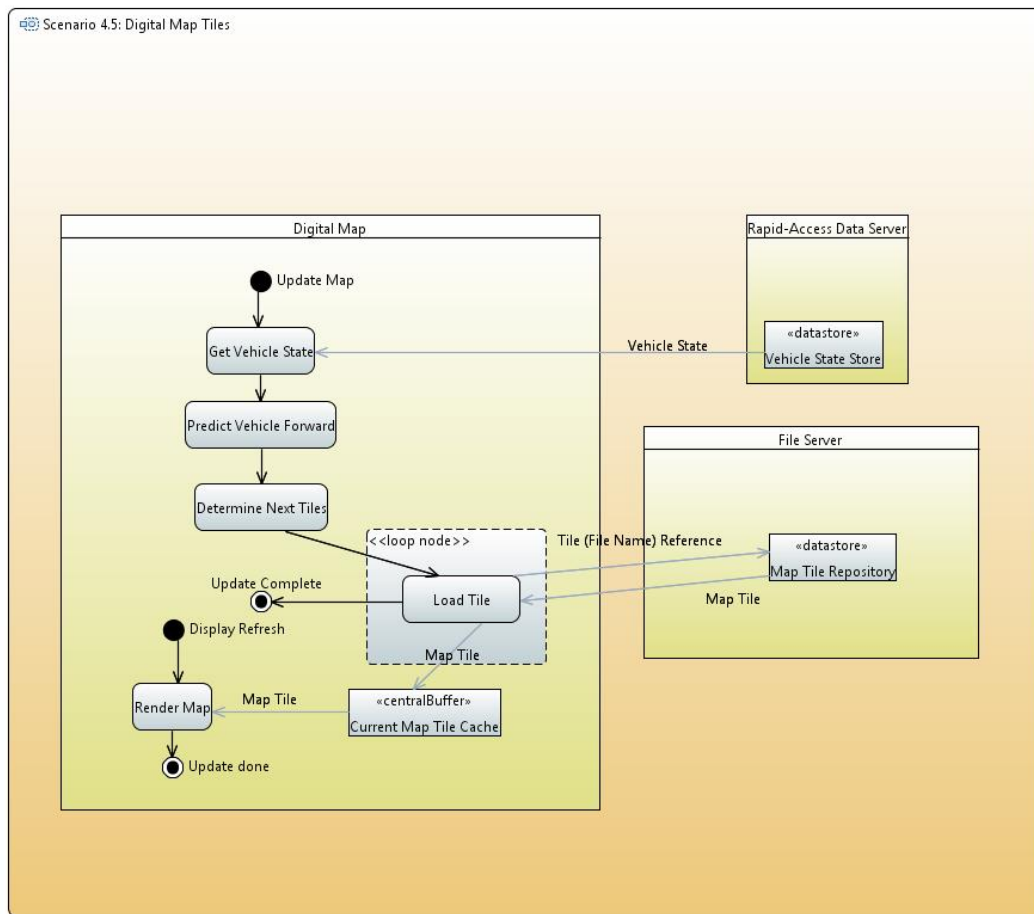 Scenario 4.5: Digital Map Tiles
Digital Map
Rapid-Access Data Server
Update Map
«datastore»
Vehicle State Store
Vehicle State
Get Vehicle State
Predict Vehicle Forward
File Server
Determine Next Tiles
<<loop node>>
Tile (File Name) Reference
«datastore»
Map Tile Repository
Update Complete
Load Tile
Map Tile
Display Refresh
Map Tile
Render Map
Map Tile
«centralBuffer»
Current Map Tile Cache
Update done